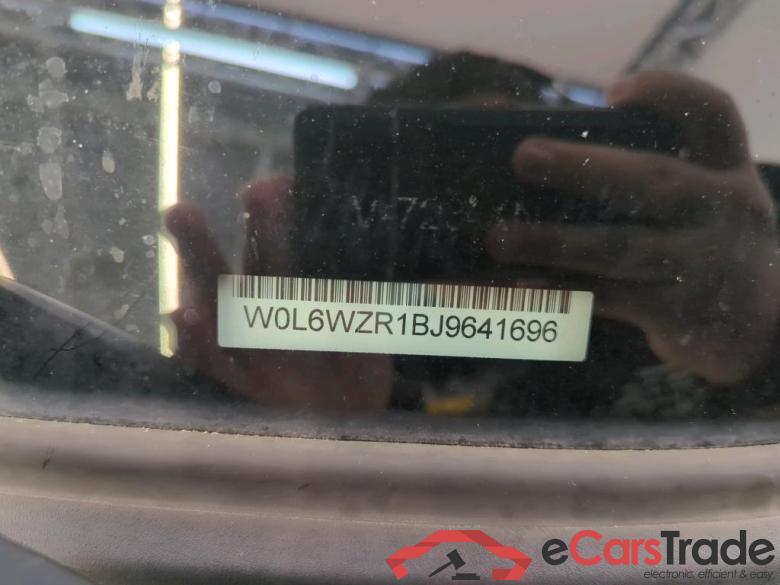 W0L6WZR1BJ9641696
eCarsTrade
electronic, efficient & easy